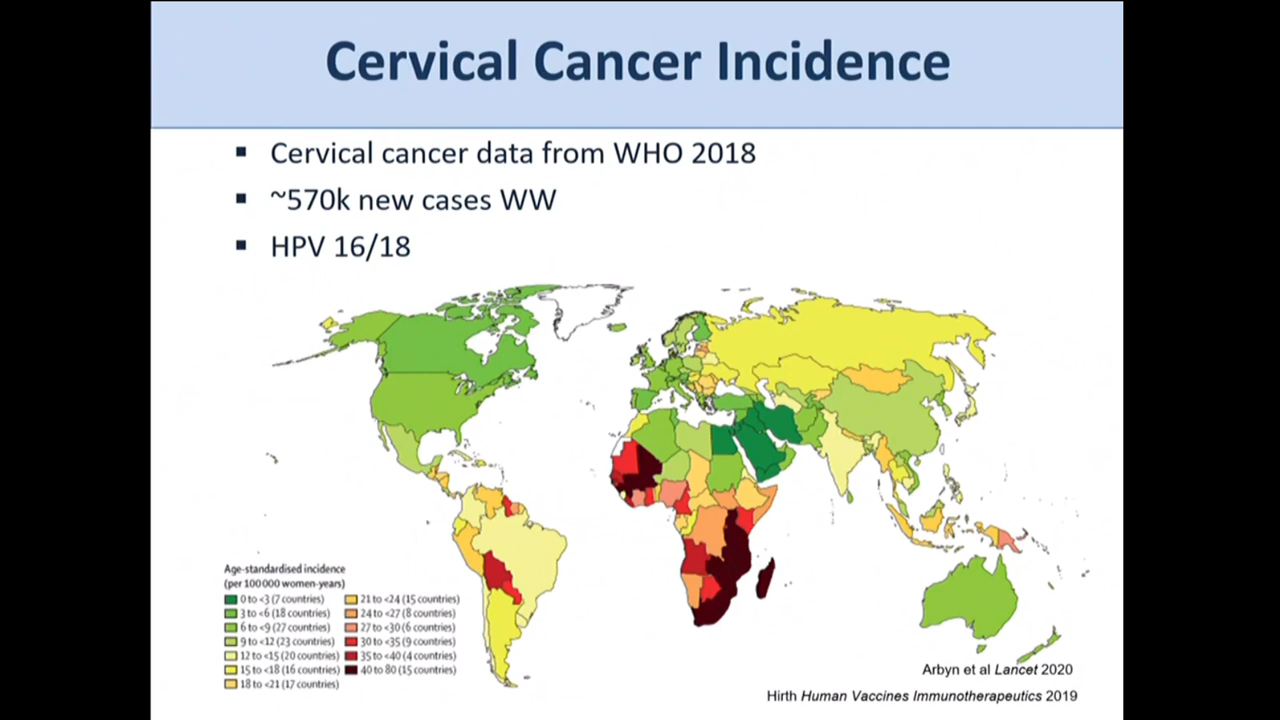 Cervical Cancer Incidence
▪ Cervical cancer data from WHO 2018
▪ ~570k new cases WW
▪ HPV 16/18
Age-standardised incidence
(per 100 000 women-years)
0 to <3 (7 countries)
3 to <6 (18 countries)
6 to <9 (27 countries)
9 to <12 (23 countries)
12 to <15 (20 countries)
15 to <18 (16 countries)
18 to <21 (17 countries)
21 to <24 (15 countries)
24 to <27 (8 countries)
27 to <30 (6 countries)
30 to <35 (9 countries)
35 to <40 (4 countries)
40 to 80 (15 countries)
Arbyn et al Lancet 2020
Hirth Human Vaccines Immunotherapeutics 2019